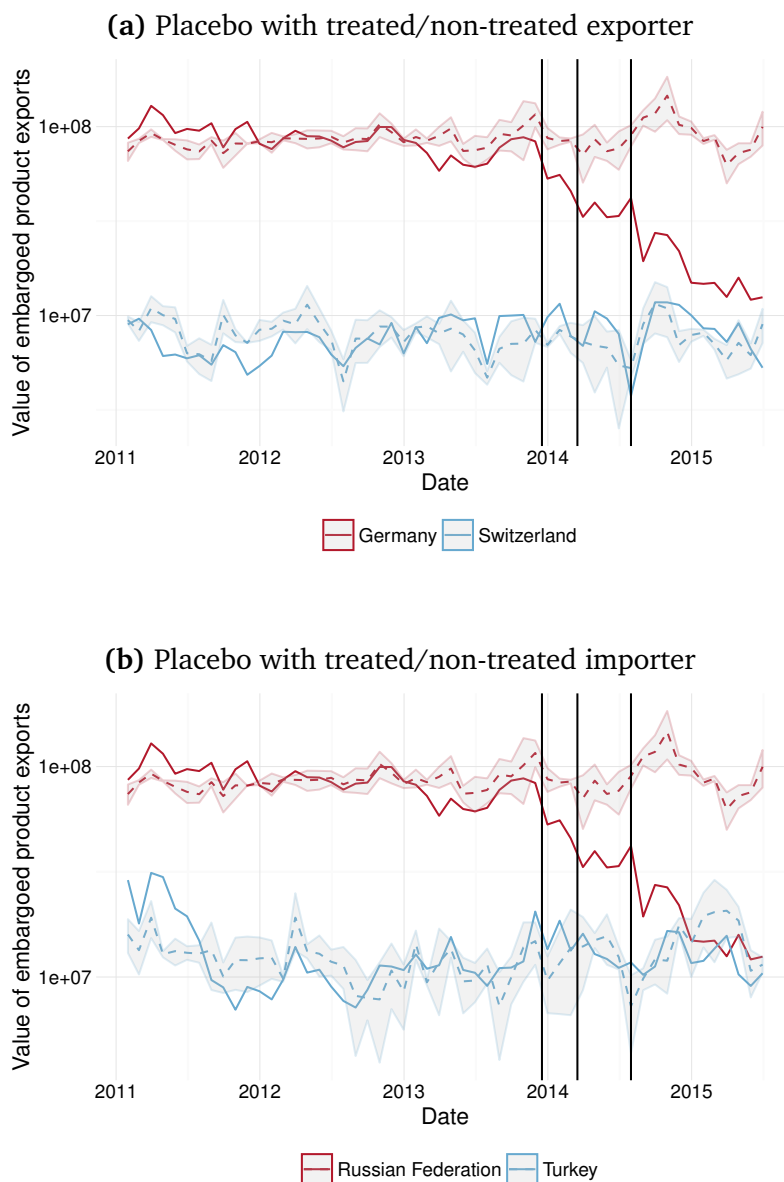 (a) Placebo with treated/non-treated exporter
Value of embargoed product exports
1e+08
1e+07
2011 2012 2013 2014 2015
Date
Germany Switzerland
(b) Placebo with treated/non-treated importer
Value of embargoed product exports
1e+08
1e+07
2011 2012 2013 2014 2015
Date
Russian Federation Turkey